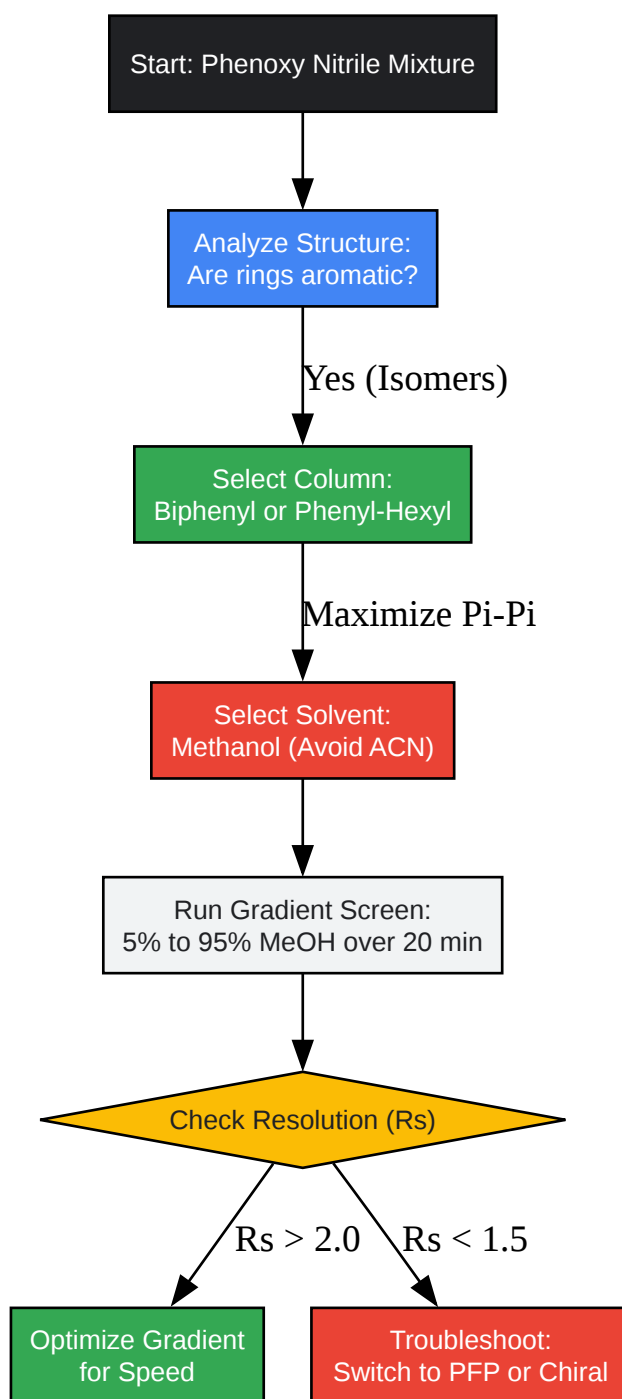 Start: Phenoxy Nitrile Mixture
Analyze Structure:
Are rings aromatic?
Yes (Isomers)
Select Column:
Biphenyl or Phenyl-Hexyl
Maximize Pi-Pi
Select Solvent:
Methanol (Avoid ACN)
Run Gradient Screen:
5% to 95% MeOH over 20 min
Check Resolution (Rs)
Rs > 2.0
Rs < 1.5
Optimize Gradient
for Speed
Troubleshoot:
Switch to PFP or Chiral